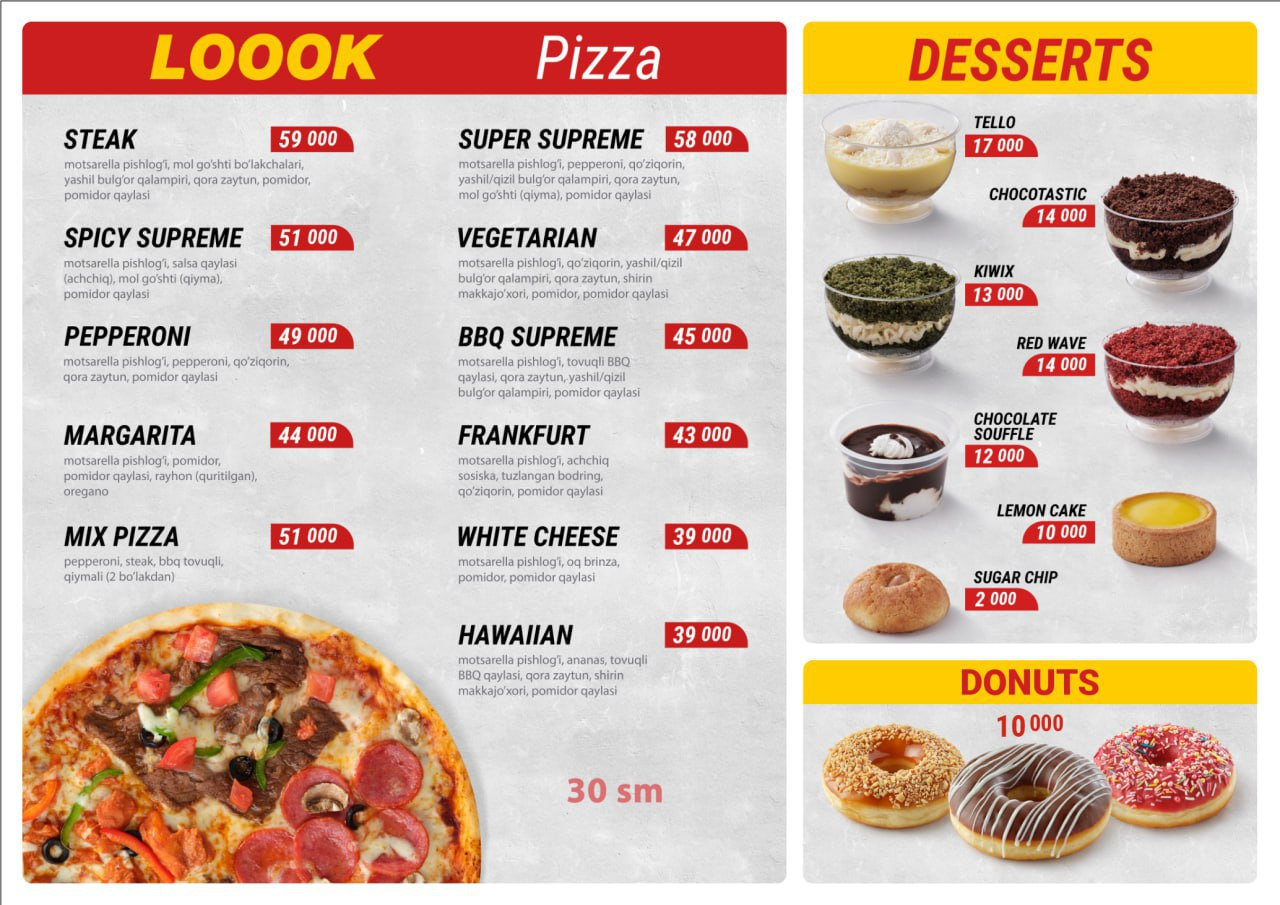 LOOOK Pizza
STEAK 59 000
motsarella pishlog'i, mol go'shti bo'lakchalari,
yashil bulg'or qalampiri, qora zaytun, pomidor,
pomidor qaylasi
SPICY SUPREME 51 000
motsarella pishlog'i, salsa qaylasi
(achchiq), mol go'shti (qiyma),
pomidor qaylasi
PEPPERONI 49 000
motsarella pishlog'i, pepperoni, qo'ziqorin,
qora zaytun, pomidor qaylasi
MARGARITA 44 000
motsarella pishlog'i, pomidor,
pomidor qaylasi, rayhon (quritilgan),
oregano
MIX PIZZA 51 000
pepperoni, steak, bbq tovuqli,
qiymali (2 bo'lakdan)
SUPER SUPREME 58 000
motsarella pishlog'i, pepperoni, qo'ziqorin,
yashil/qizil bulg'or qalampiri, qora zaytun,
mol go'shti (qiyma), pomidor qaylasi
VEGETARIAN 47 000
motsarella pishlog'i, qo'ziqorin, yashil/qizil
bulg'or qalampiri, qora zaytun, shirin
makkajo'xori, pomidor, pomidor qaylasi
BBQ SUPREME 45 000
motsarella pishlog'i, tovuqli BBQ
qaylasi, qora zaytun, yashil/qizil
bulg'or qalampiri, pomidor qaylasi
FRANKFURT 43 000
motsarella pishlog'i, achchiq
sosiska, tuzlangan bodring,
qo'ziqorin, pomidor qaylasi
WHITE CHEESE 39 000
motsarella pishlog'i, oq brinza,
pomidor, pomidor qaylasi
HAWAIIAN 39 000
motsarella pishlog'i, ananas, tovuqli
BBQ qaylasi, qora zaytun, shirin
makkajo'xori, pomidor qaylasi
30 sm
DESSERTS
TELLO
17 000
CHOCOTASTIC
14 000
KIWIX
13 000
RED WAVE
14 000
CHOCOLATE
SOUFFLE
12 000
LEMON CAKE
10 000
SUGAR CHIP
2 000
DONUTS
10 000